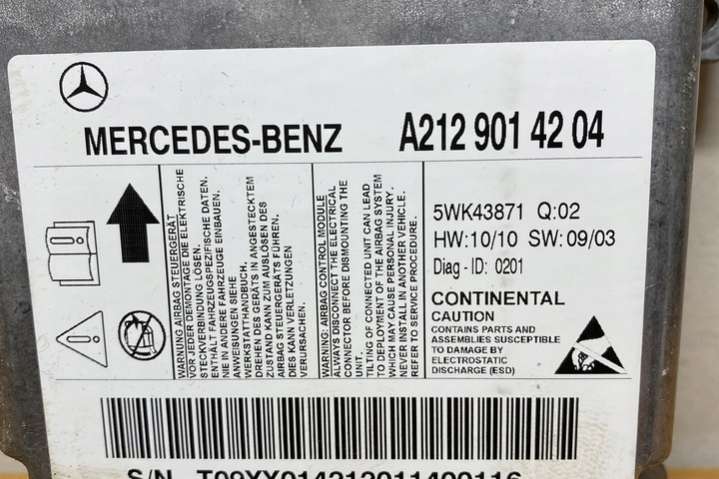 MERCEDES-BENZ
A212 901 42 04
WARNUNG AIRBAG STEUERGERÄT
VOR JEDER DEMONTAGE DIE ELEKTRISCHE
STECKVERBINDUNG LÖSEN.
ENTHÄLT FAHRZEUGSPEZIFISCHE DATEN.
NIE IN ANDERE FAHRZEUGE EINBAUEN.
ANWEISUNGEN SIEHE
WERKSTATTHANDBUCH.
DREHEN DES GERÄTS IN ANGESTECKTEM
ZUSTAND KANN ZUM AUSLÖSEN DES
AIRBAG STEUERGERÄTS FÜHREN.
DIES KANN VERLETZUNGEN
VERURSACHEN.
WARNING AIRBAG CONTROL MODULE
ALWAYS DISCONNECT THE ELECTRICAL
CONNECTOR BEFORE DISMOUNTING THE
UNIT.
TILTING OF CONNECTED UNIT CAN LEAD
TO DEPLOYMENT OF THE AIRBAG SYSTEM
WHICH MAY CAUSE PERSONAL INJURY.
NEVER INSTALL IN ANOTHER VEHICLE.
REFER TO SERVICE PROCEDURE.
5WK43871 Q:02
HW:10/10 SW:09/03
Diag - ID: 0201
CONTINENTAL
CAUTION
CONTAINS PARTS AND
ASSEMBLIES SUSCEPTIBLE
TO DAMAGE BY
ELECTROSTATIC
DISCHARGE (ESD)
S/N